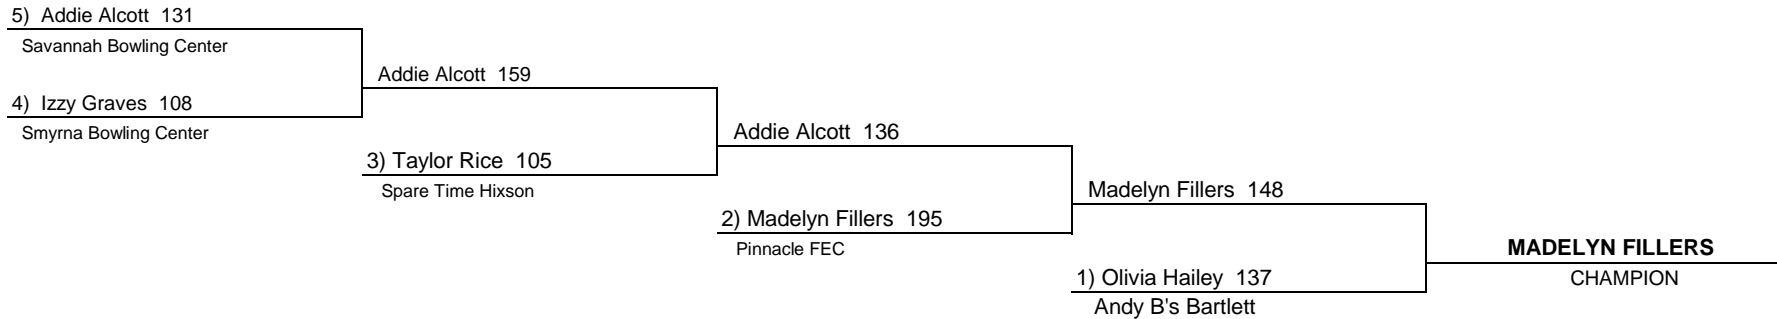 5) Addie Alcott 131
Savannah Bowling Center
Addie Alcott 159
4) Izzy Graves 108
Smyrna Bowling Center
Addie Alcott 136
3) Taylor Rice 105
Spare Time Hixson
Madelyn Fillers 148
2) Madelyn Fillers 195
Pinnacle FEC
MADELYN FILLERS
CHAMPION
1) Olivia Hailey 137
Andy B's Bartlett